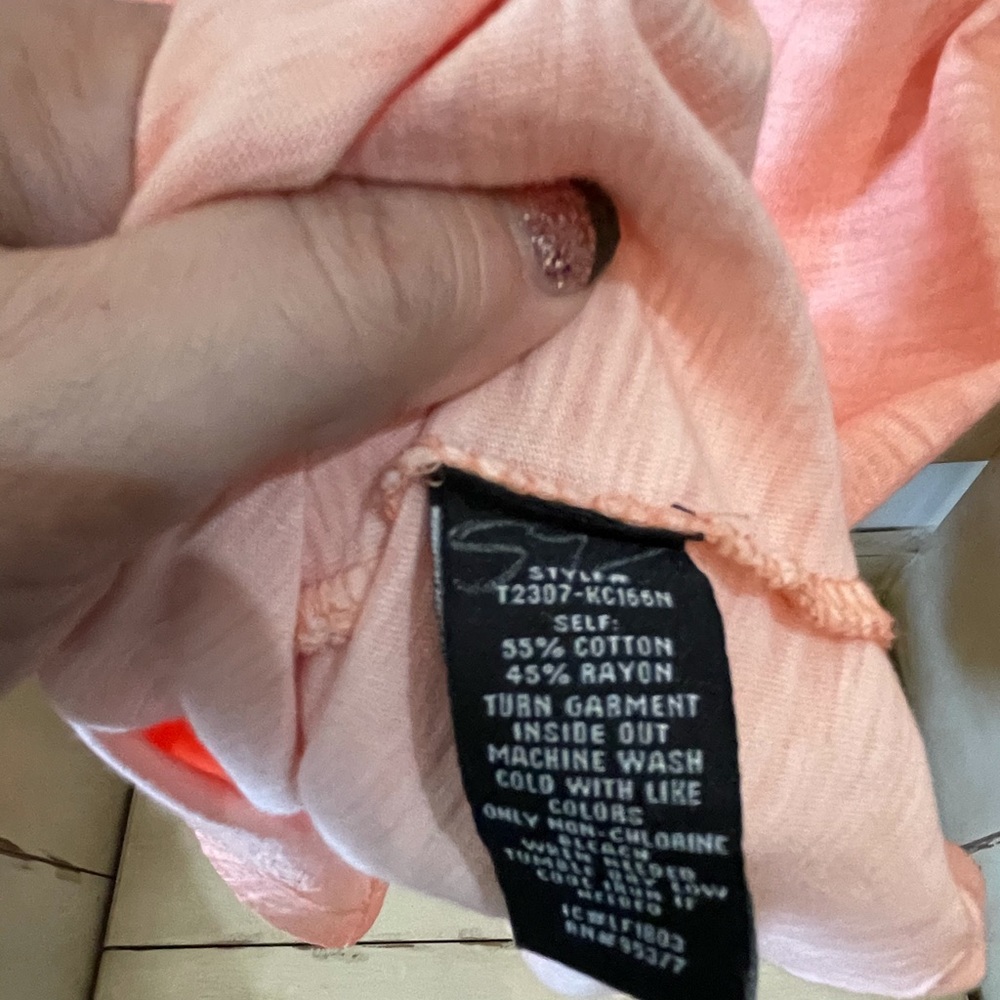 STYLE#
T2307-KC166N
SELF:
55% COTTON
45% RAYON
TURN GARMENT
INSIDE OUT
MACHINE WASH
COLD WITH LIKE
COLORS
ONLY NON-CHLORINE
BLEACH
WHEN NEEDED
TUMBLE DRY LOW
COOL IRON IF
NEEDED